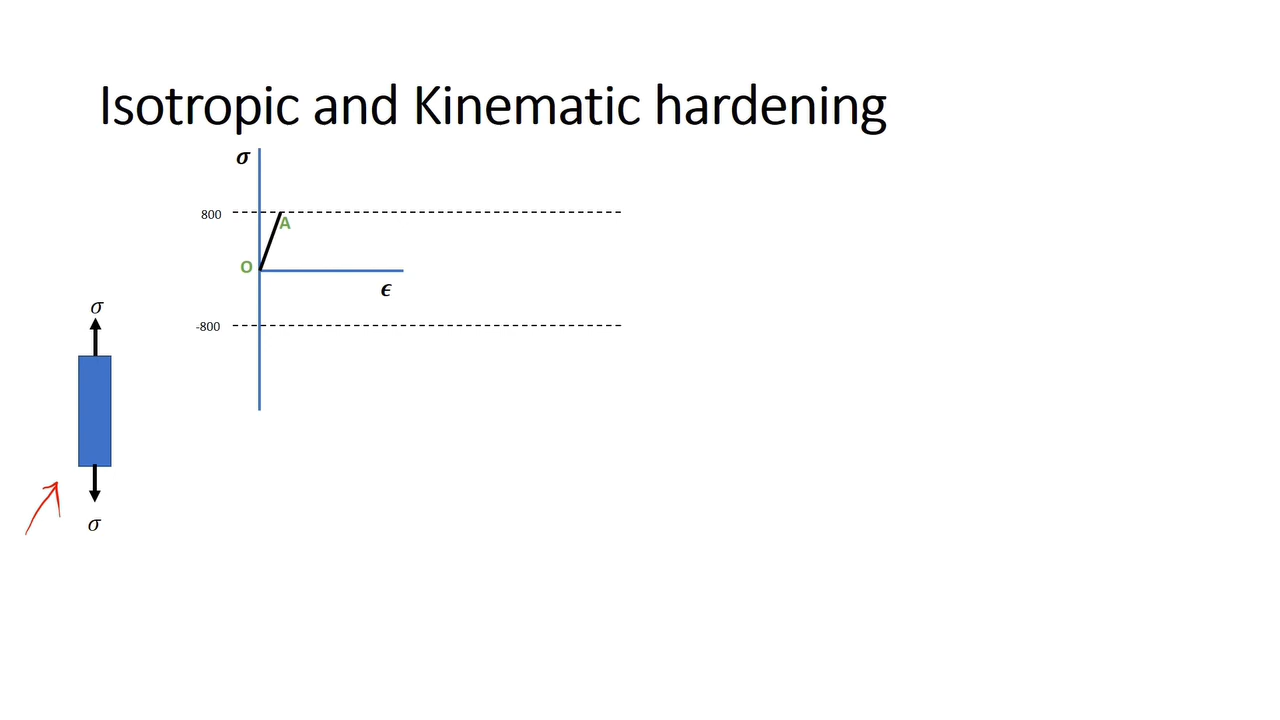 Isotropic and Kinematic hardening
σ
800
A
O
ϵ
σ
-800
σ